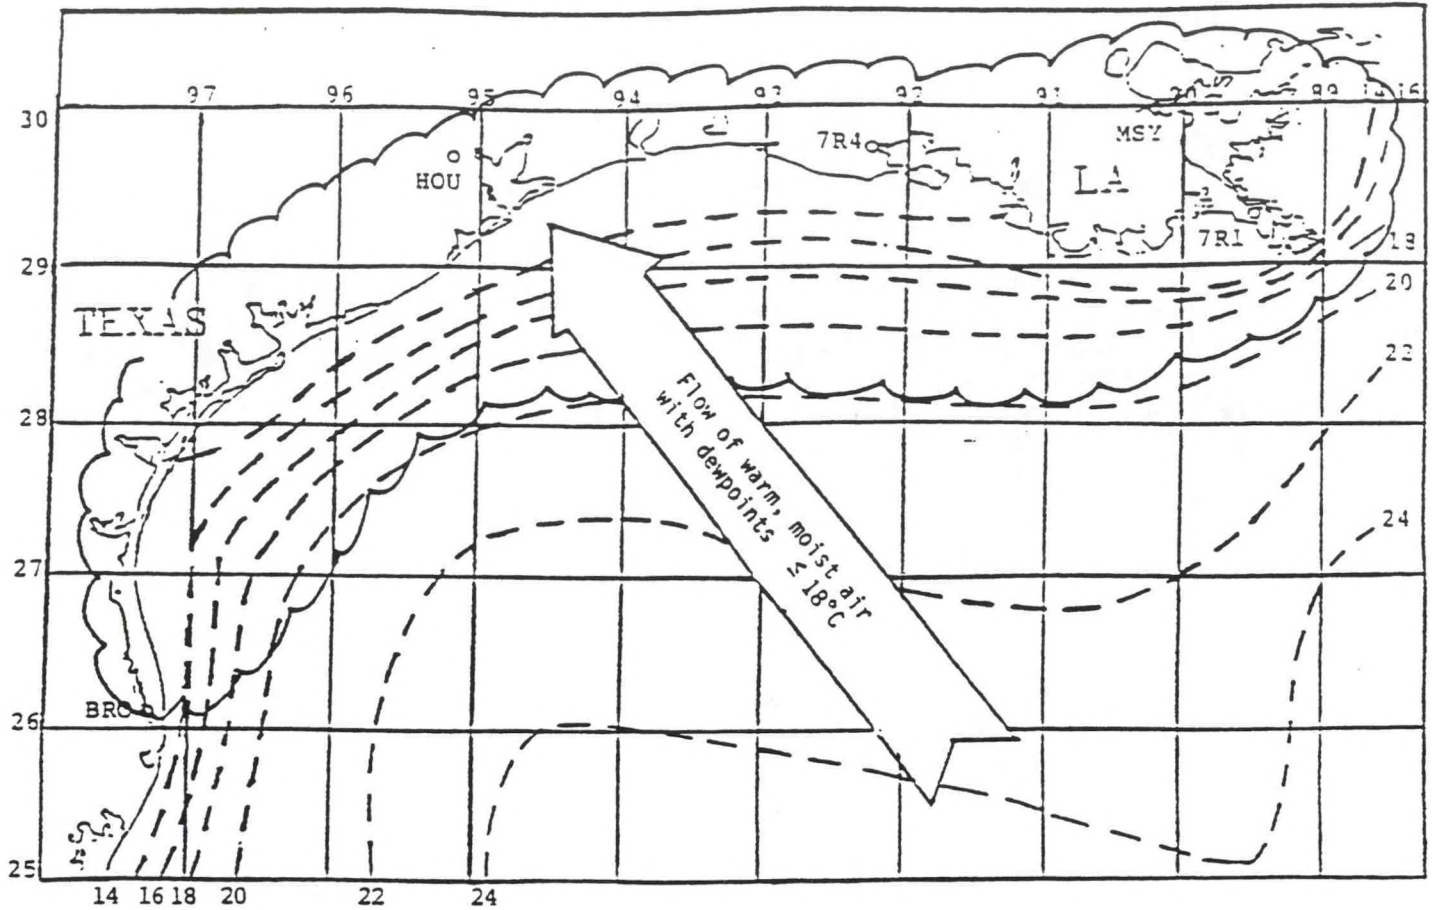 97 96 95 94 93 92 91 90 89 14 16
30
MSY
7R4
HOU
LA
7R1
18
29
20
TEXAS
22
28
Flow of warm, moist air
with dewpoints ≤ 18°C
24
27
BRO
26
25
14 16 18 20 22 24